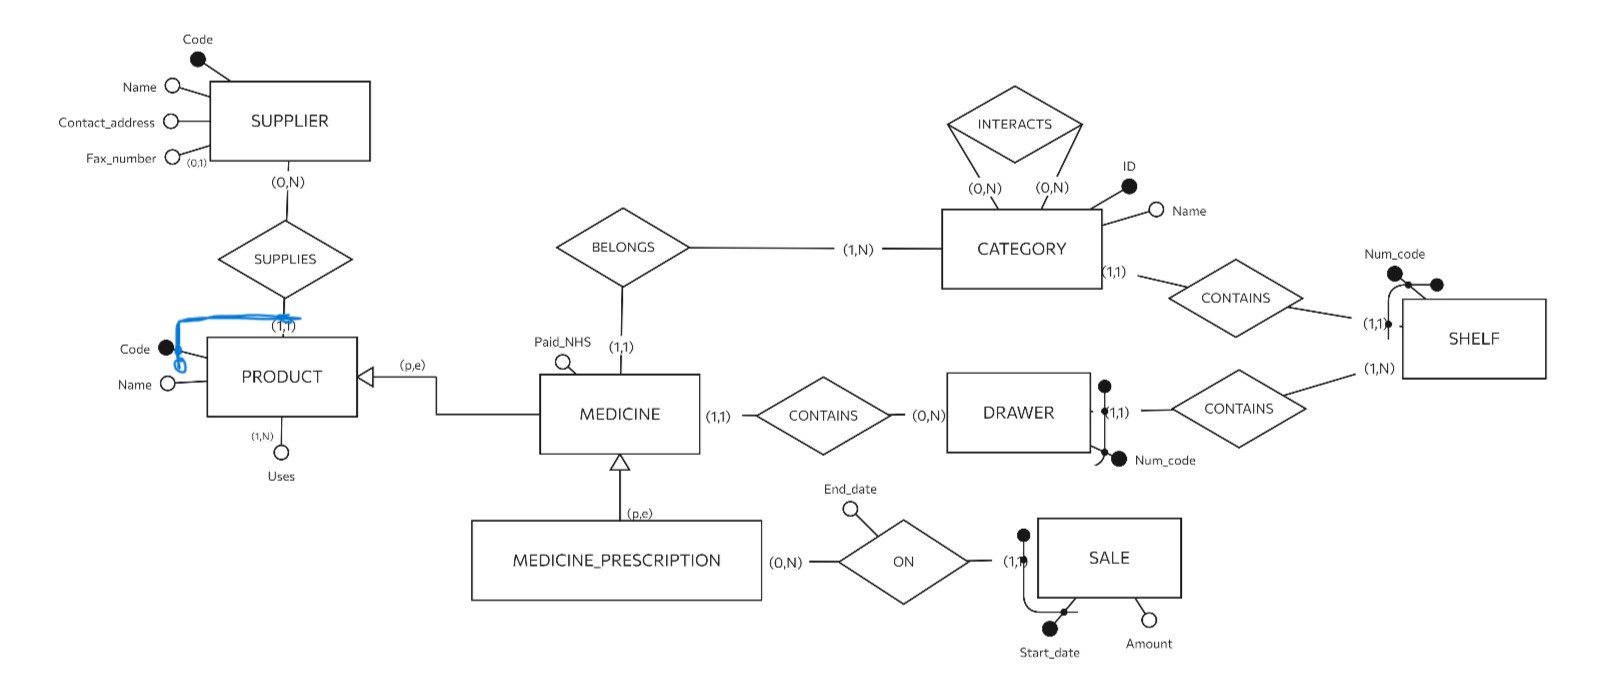 Code
Name
Contact_address
Fax_number
(0,1)
SUPPLIER
(0,N)
SUPPLIES
(1,1)
Code
Name
PRODUCT
(1,N)
Uses
(p,e)
BELONGS
(1,1)
Paid_NHS
MEDICINE
(p,e)
MEDICINE_PRESCRIPTION
(1,N)
INTERACTS
(0,N)
(0,N)
ID
Name
CATEGORY
(1,1)
CONTAINS
(1,1)
Num_code
SHELF
(1,N)
CONTAINS
(1,1)
DRAWER
Num_code
(0,N)
CONTAINS
(1,1)
(0,N)
End_date
ON
(1,1)
SALE
Start_date
Amount